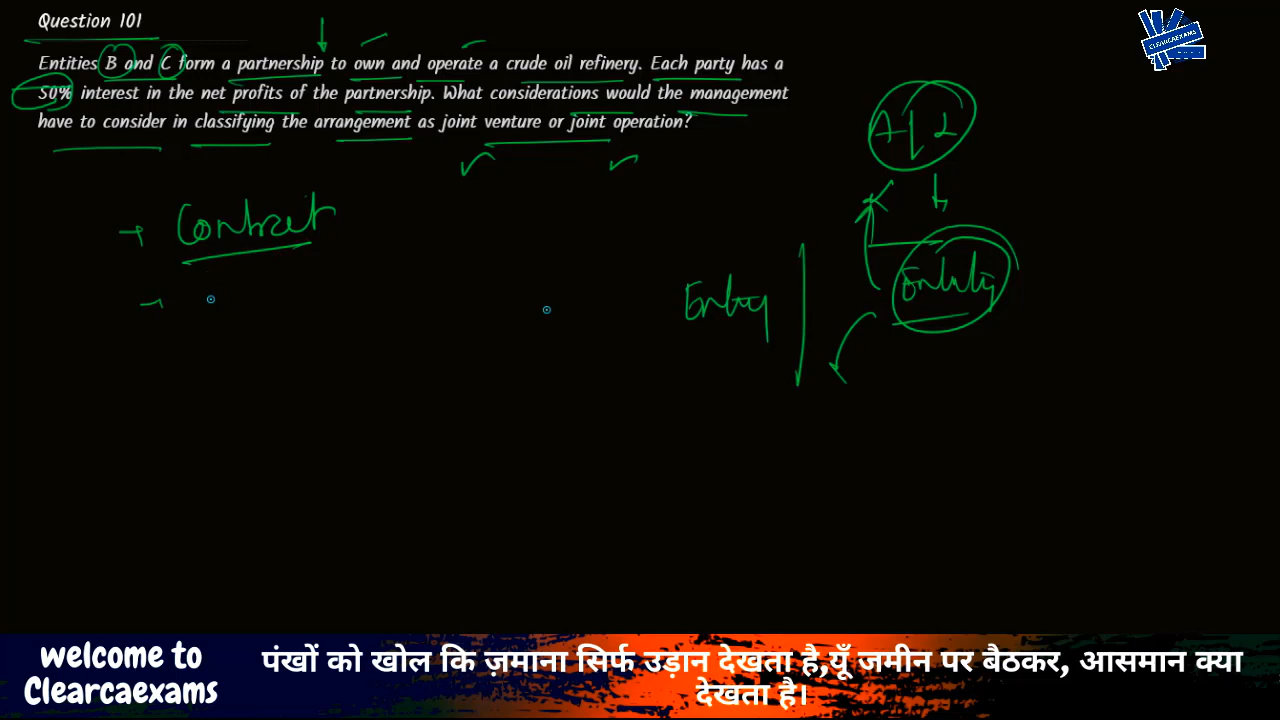 Question 101
Entities B and C form a partnership to own and operate a crude oil refinery. Each party has a
50% interest in the net profits of the partnership. What considerations would the management
have to consider in classifying the arrangement as joint venture or joint operation?
CLEARCAEXAMS
A L
Contract
Entity
Entity
welcome to
Clearcaexams
पंखों को खोल कि ज़माना सिर्फ उड़ान देखता है,यूँ जमीन पर बैठकर, आसमान क्या
देखता है।